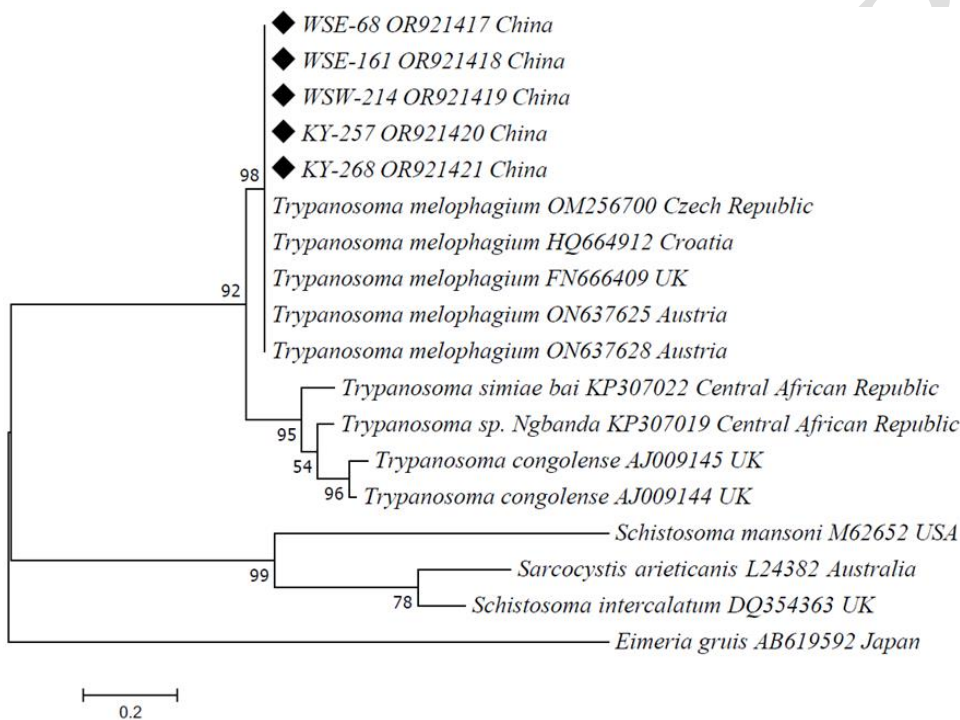 WSE-68 OR921417 China
WSE-161 OR921418 China
WSW-214 OR921419 China
KY-257 OR921420 China
98 KY-268 OR921421 China
Trypanosoma melophagium OM256700 Czech Republic
Trypanosoma melophagium HQ664912 Croatia
92 Trypanosoma melophagium FN666409 UK
Trypanosoma melophagium ON637625 Austria
Trypanosoma melophagium ON637628 Austria
Trypanosoma simiae bai KP307022 Central African Republic
95 Trypanosoma sp. Ngbanda KP307019 Central African Republic
54 Trypanosoma congolense AJ009145 UK
96 Trypanosoma congolense AJ009144 UK
Schistosoma mansoni M62652 USA
99 Sarcocystis arieticanis L24382 Australia
78 Schistosoma intercalatum DQ354363 UK
Eimeria gruis AB619592 Japan
0.2